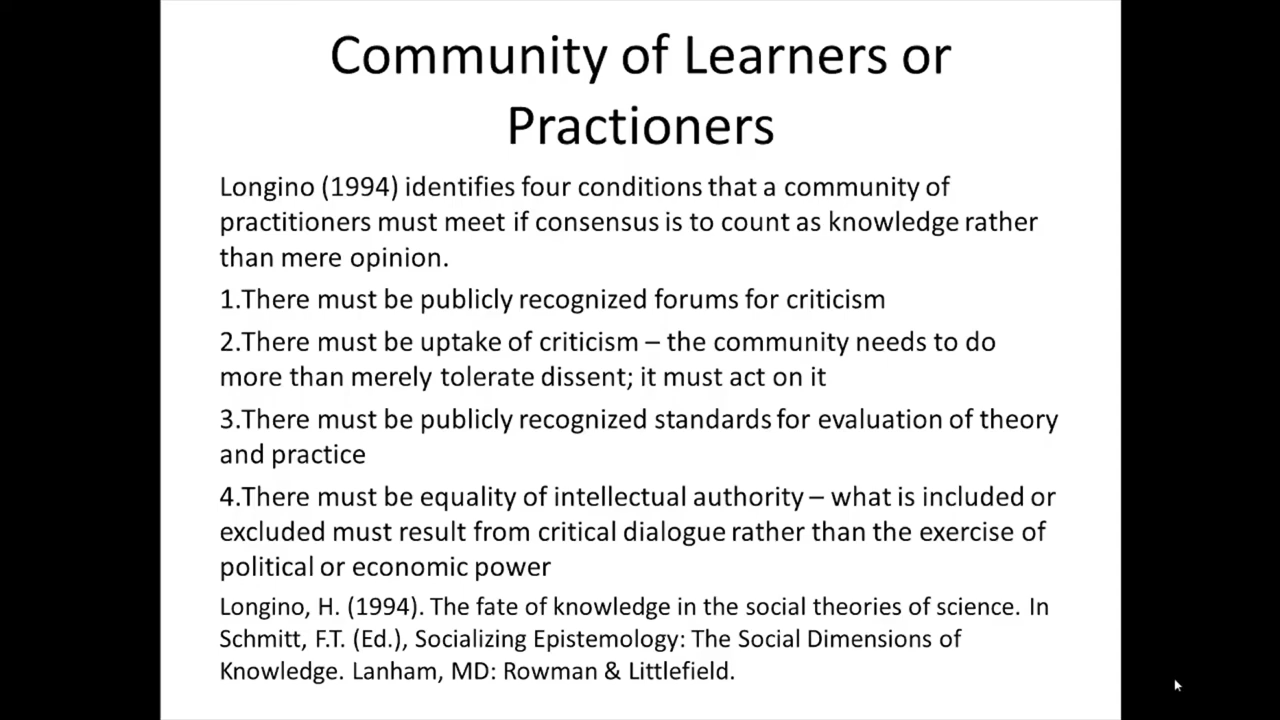 Community of Learners or
Practioners
Longino (1994) identifies four conditions that a community of
practitioners must meet if consensus is to count as knowledge rather
than mere opinion.
1.There must be publicly recognized forums for criticism
2.There must be uptake of criticism – the community needs to do
more than merely tolerate dissent; it must act on it
3.There must be publicly recognized standards for evaluation of theory
and practice
4.There must be equality of intellectual authority – what is included or
excluded must result from critical dialogue rather than the exercise of
political or economic power
Longino, H. (1994). The fate of knowledge in the social theories of science. In
Schmitt, F.T. (Ed.), Socializing Epistemology: The Social Dimensions of
Knowledge. Lanham, MD: Rowman & Littlefield.